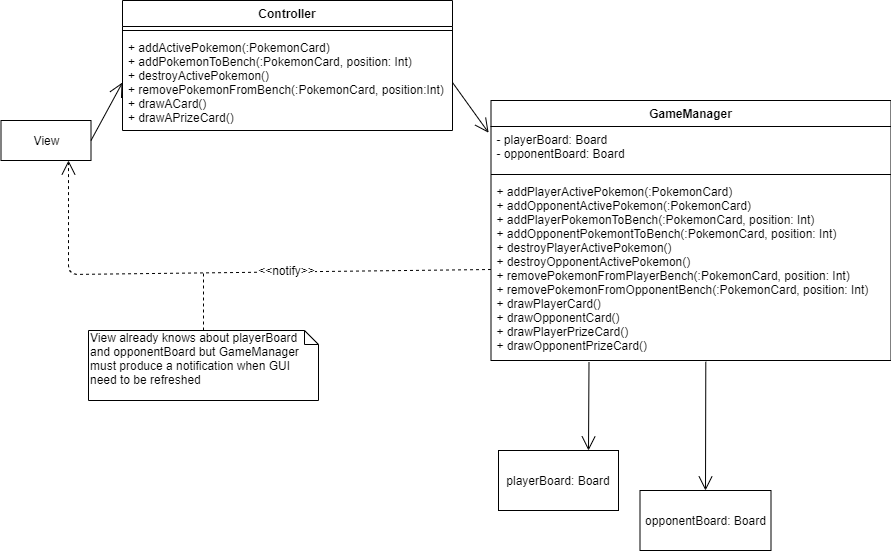 Controller
+ addActivePokemon(:PokemonCard)
+ addPokemonToBench(:PokemonCard, position: Int)
+ destroyActivePokemon()
+ removePokemonFromBench(:PokemonCard, position:Int)
+ drawACard()
+ drawAPrizeCard()
View
GameManager
- playerBoard: Board
- opponentBoard: Board
+ addPlayerActivePokemon(:PokemonCard)
+ addOpponentActivePokemon(:PokemonCard)
+ addPlayerPokemonToBench(:PokemonCard, position: Int)
+ addOpponentPokemontToBench(:PokemonCard, position: Int)
+ destroyPlayerActivePokemon()
+ destroyOpponentActivePokemon()
+ removePokemonFromPlayerBench(:PokemonCard, position: Int)
+ removePokemonFromOpponentBench(:PokemonCard, position: Int)
+ drawPlayerCard()
+ drawOpponentCard()
+ drawPlayerPrizeCard()
+ drawOpponentPrizeCard()
<<notify>>
View already knows about playerBoard
and opponentBoard but GameManager
must produce a notification when GUI
need to be refreshed
playerBoard: Board
opponentBoard: Board